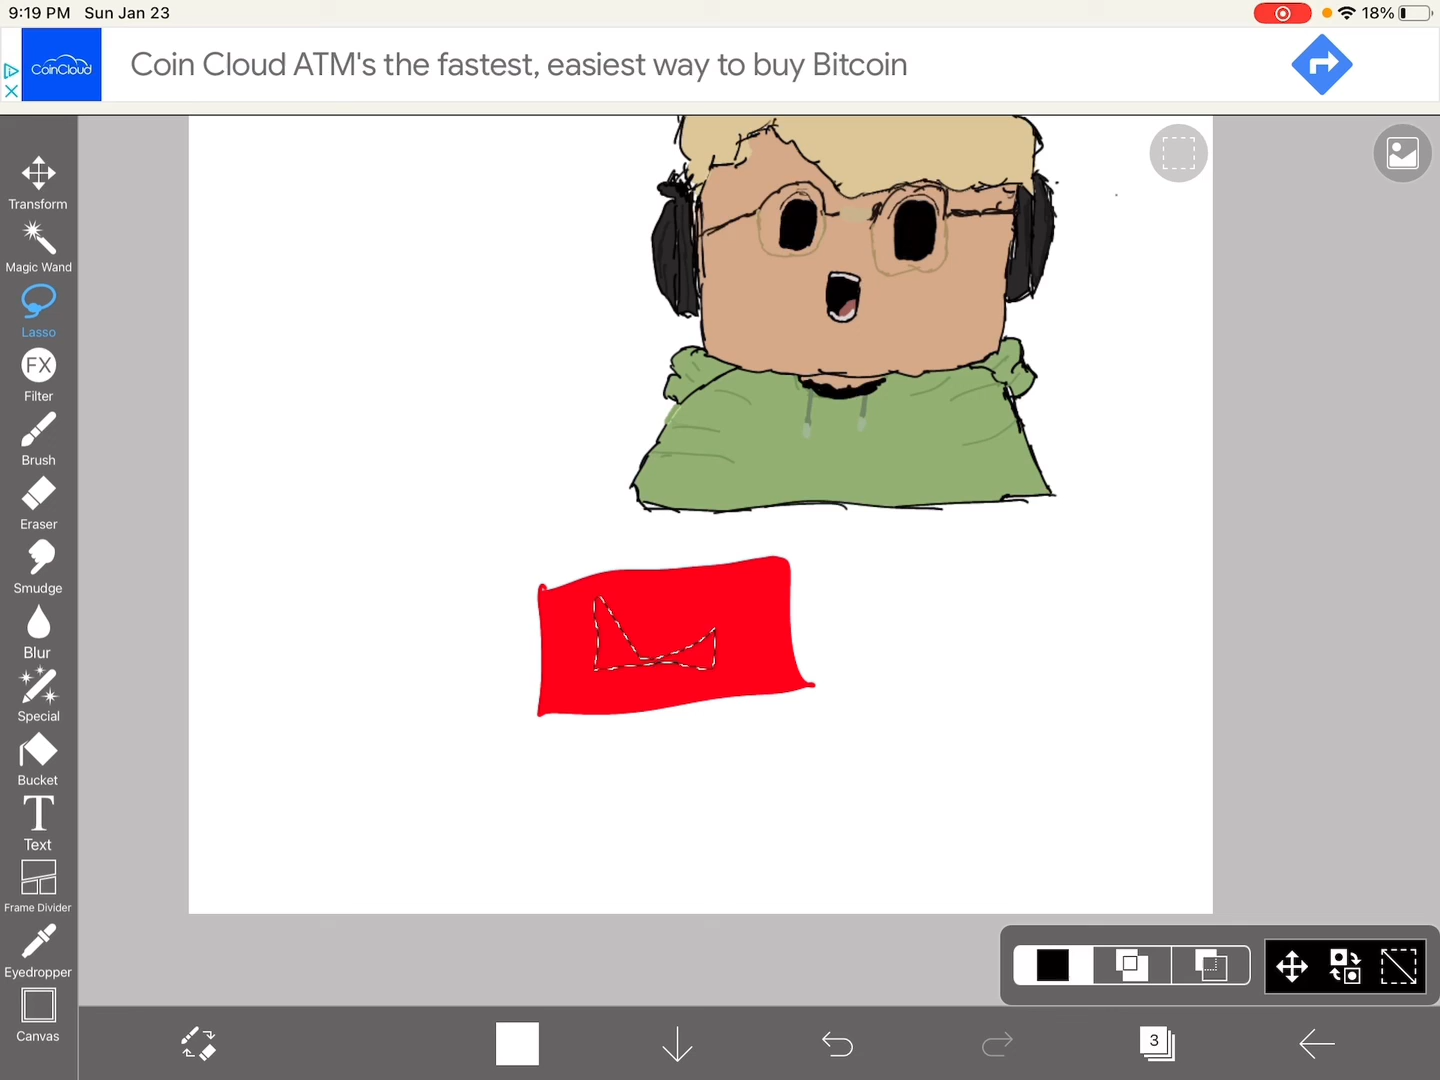 9:19 PM Sun Jan 23
18%
CoinCloud
Coin Cloud ATM's the fastest, easiest way to buy Bitcoin
Transform
Magic Wand
Lasso
FX
Filter
Brush
Eraser
Smudge
Blur
Special
Bucket
T
Text
Frame Divider
Eyedropper
Canvas
3